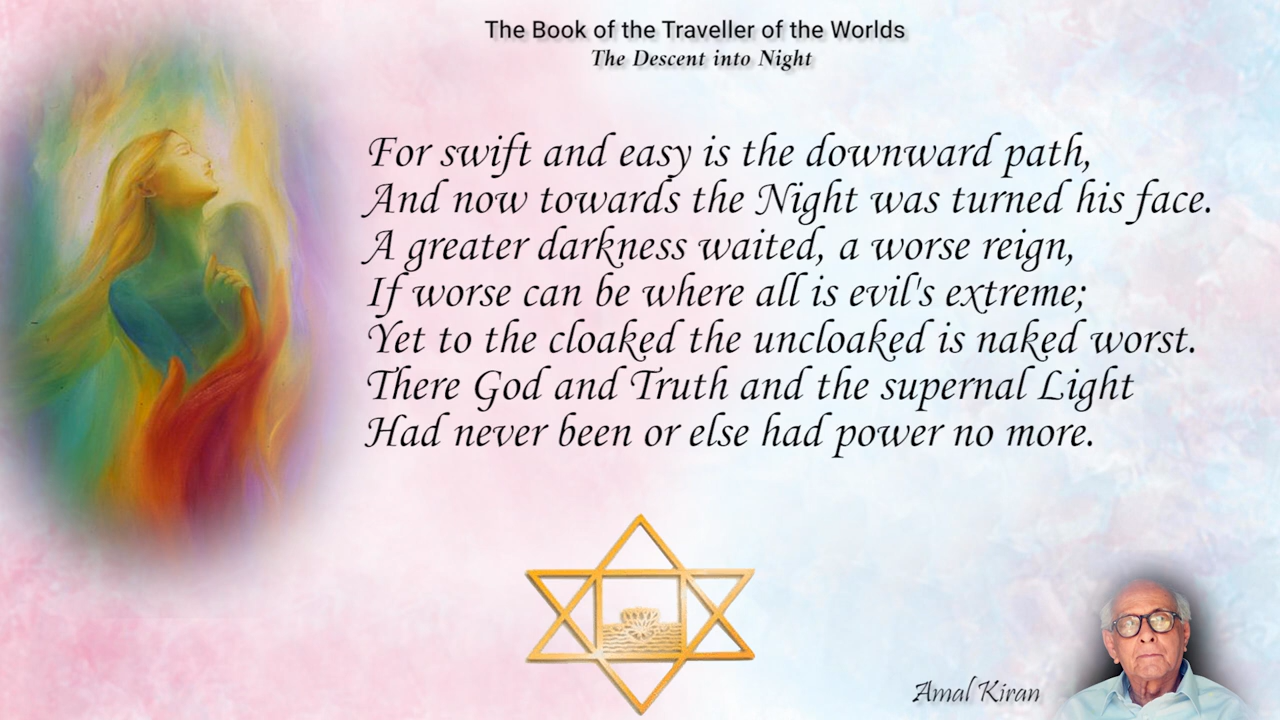 The Book of the Traveller of the Worlds
The Descent into Night
For swift and easy is the downward path,
And now towards the Night was turned his face.
A greater darkness waited, a worse reign,
If worse can be where all is evil's extreme;
Yet to the cloaked the uncloaked is naked worst.
There God and Truth and the supernal Light
Had never been or else had power no more.
Amal Kiran